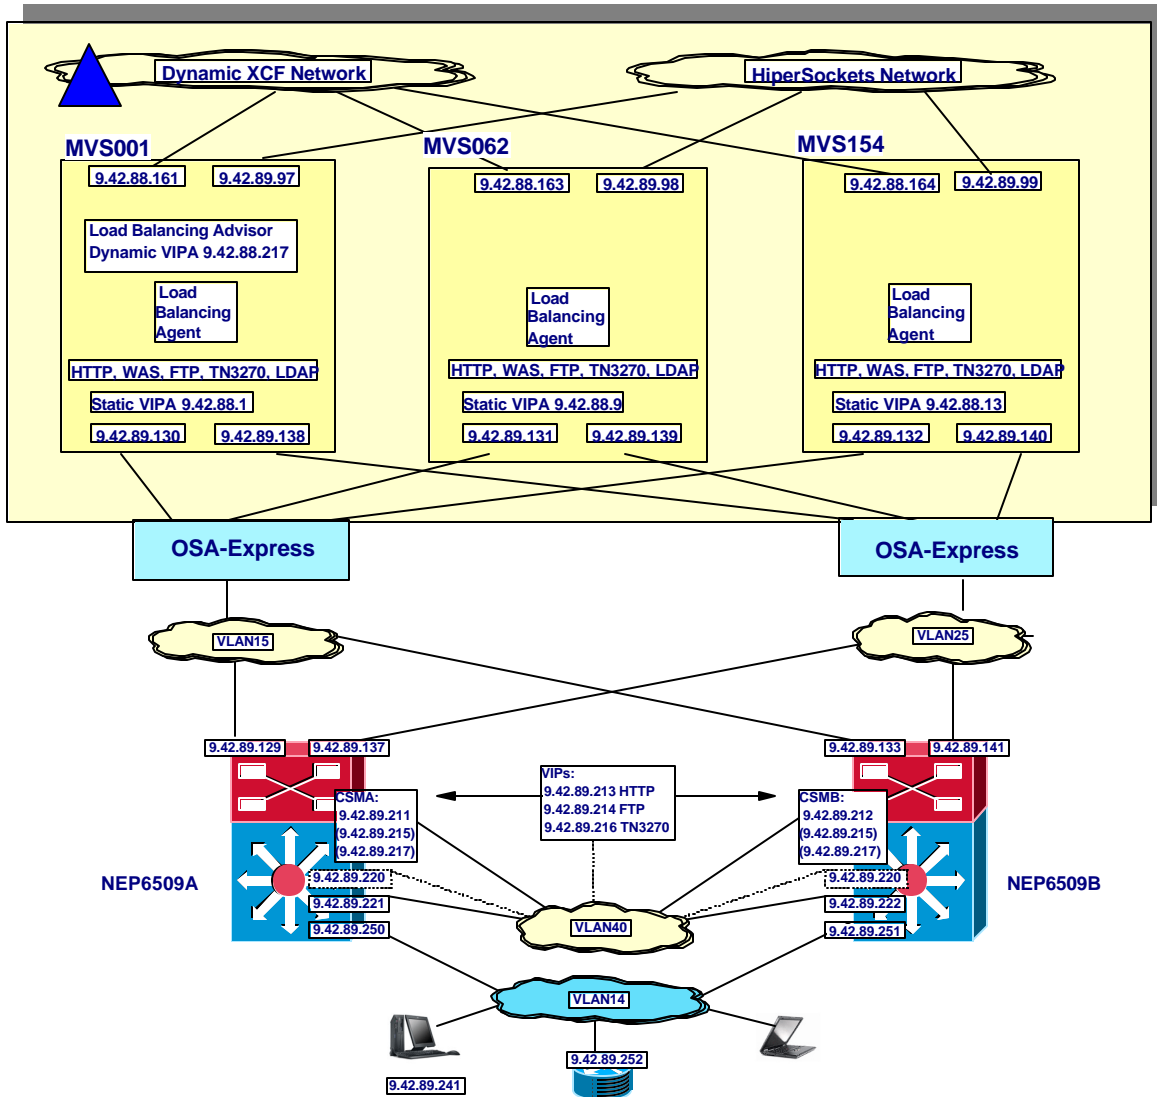 Dynamic XCF Network
HiperSockets Network
MVS001
MVS062
MVS154
9.42.88.161
9.42.89.97
9.42.88.163
9.42.89.98
9.42.88.164
9.42.89.99
Load Balancing Advisor
Dynamic VIPA 9.42.88.217
Load
Balancing
Agent
Load
Balancing
Agent
Load
Balancing
Agent
HTTP, WAS, FTP, TN3270, LDAP
HTTP, WAS, FTP, TN3270, LDAP
HTTP, WAS, FTP, TN3270, LDAP
Static VIPA 9.42.88.1
Static VIPA 9.42.88.9
Static VIPA 9.42.88.13
9.42.89.130
9.42.89.138
9.42.89.131
9.42.89.139
9.42.89.132
9.42.89.140
OSA-Express
OSA-Express
VLAN15
VLAN25
9.42.89.129
9.42.89.137
9.42.89.133
9.42.89.141
VIPs:
9.42.89.213 HTTP
9.42.89.214 FTP
9.42.89.216 TN3270
CSMA:
9.42.89.211
(9.42.89.215)
(9.42.89.217)
CSMB:
9.42.89.212
(9.42.89.215)
(9.42.89.217)
NEP6509A
9.42.89.220
9.42.89.221
9.42.89.250
9.42.89.220
9.42.89.222
9.42.89.251
NEP6509B
VLAN40
VLAN14
9.42.89.252
9.42.89.241